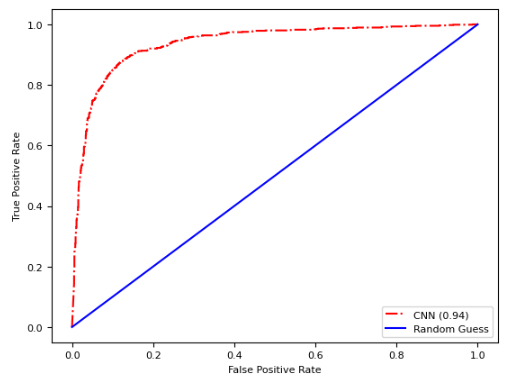 1.0
0.8
0.6
0.4
0.2
0.0
True Positive Rate
CNN (0.94)
Random Guess
0.0 0.2 0.4 0.6 0.8 1.0
False Positive Rate